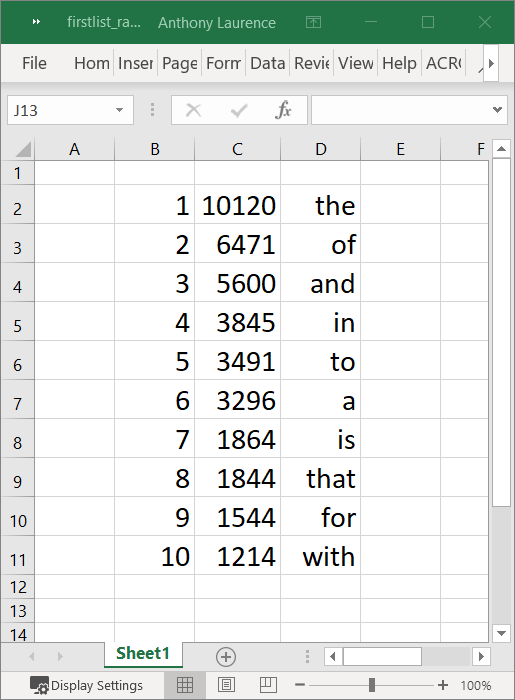 firstlist_ra... Anthony Laurence
File Hom Inser Page Form Data Revie View Help ACRO
J13 fx
A B C D E F
1
2 1 10120 the
3 2 6471 of
4 3 5600 and
5 4 3845 in
6 5 3491 to
7 6 3296 a
8 7 1864 is
9 8 1844 that
10 9 1544 for
11 10 1214 with
12
13
14
Sheet1
Display Settings 100%